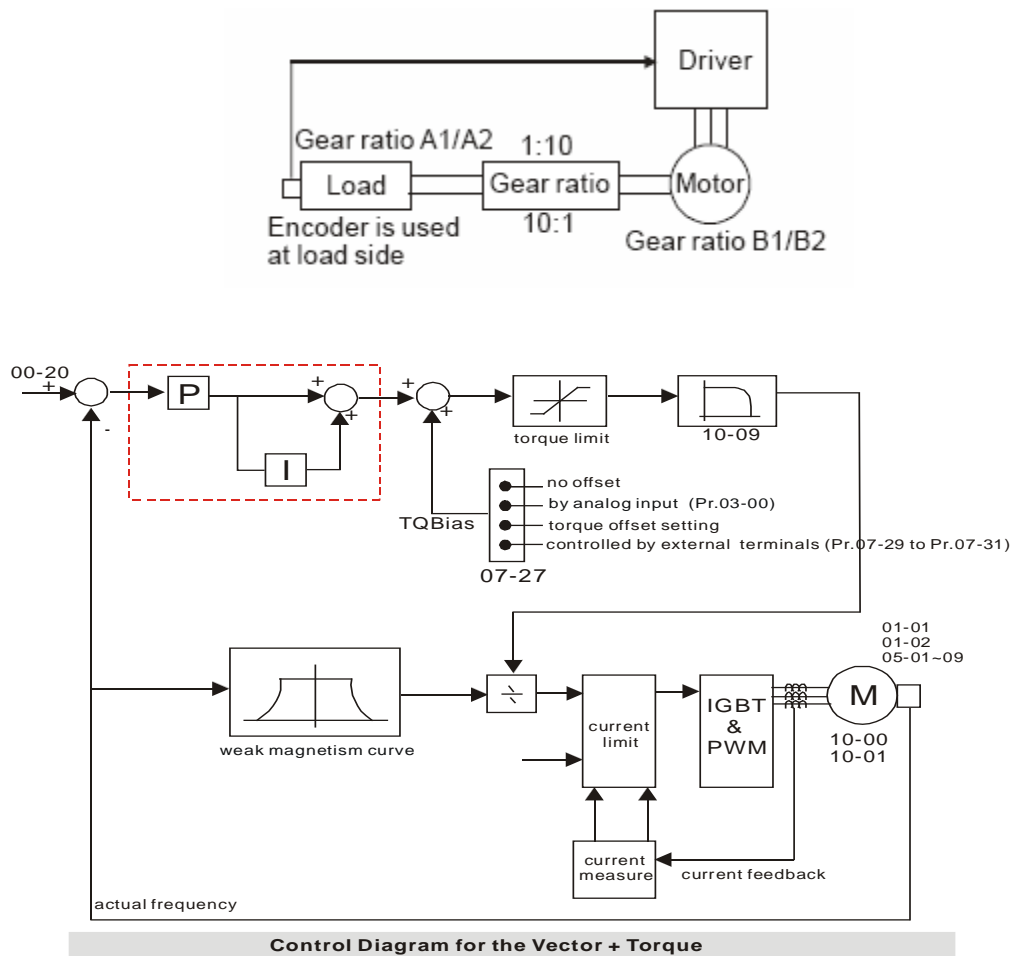 Driver
Gear ratio A1/A2
1:10
Load
Gear ratio
Motor
10:1
Encoder is used
at load side
Gear ratio B1/B2
00-20
+
-
P
I
+
+
+
+
torque limit
10-09
TQBias
no offset
by analog input (Pr.03-00)
torque offset setting
controlled by external terminals (Pr.07-29 to Pr.07-31)
07-27
01-01
01-02
05-01~09
weak magnetism curve
÷
current
limit
IGBT
&
PWM
M
10-00
10-01
current
measure
current feedback
actual frequency
Control Diagram for the Vector + Torque